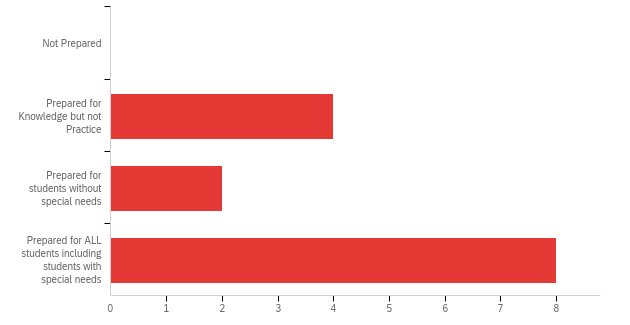 Not Prepared
Prepared for
Knowledge but not
Practice
Prepared for
students without
special needs
Prepared for ALL
students including
students with
special needs
0 1 2 3 4 5 6 7 8